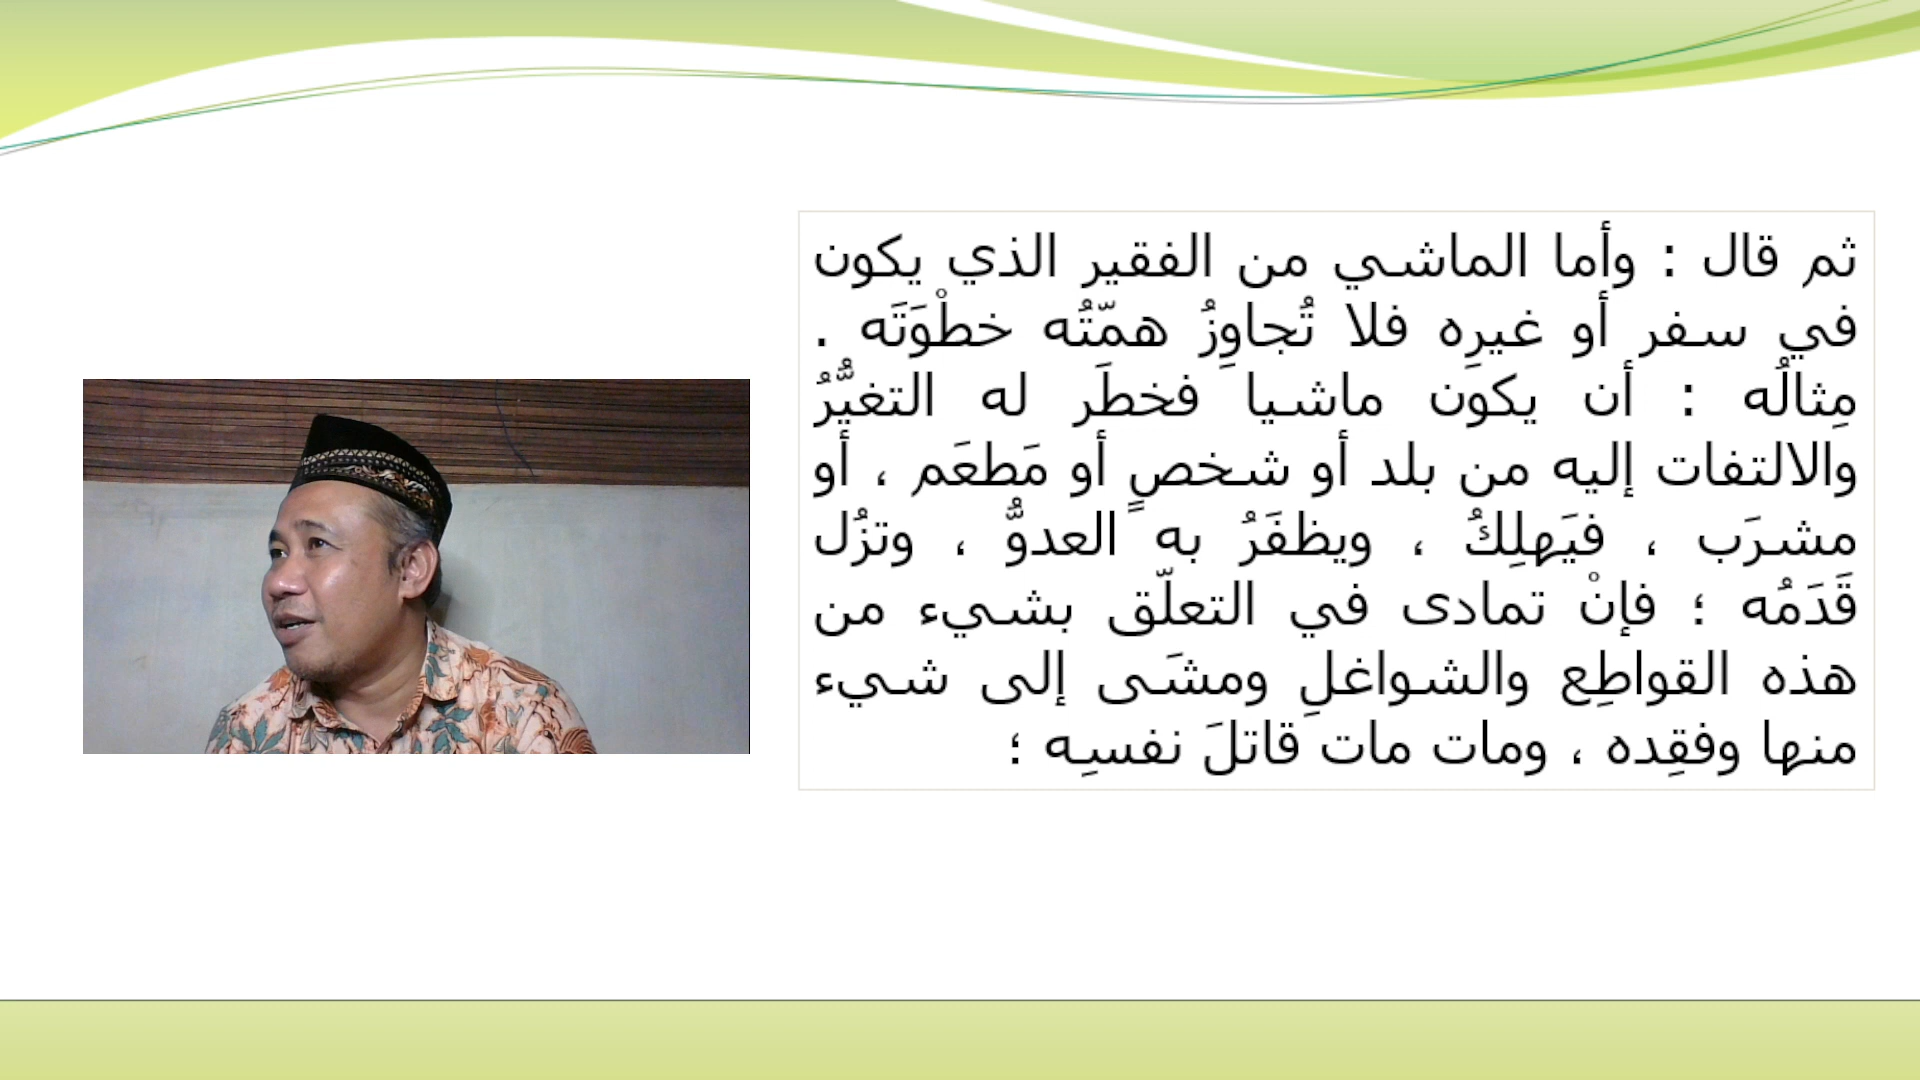 ثم قال : وأما الماشي من الفقير الذي يكون
في سفر أو غيرِه فلا تُجاوِزُ همّتُه خطْوَتَه .
مِثالُه : أن يكون ماشيا فخطَر له التغيُّرُ
والالتفات إليه من بلد أو شخصٍ أو مَطعَم ، أو
مشرَب ، فيَهلِكُ ، ويظفَرُ به العدوُّ ، وتزُل
قَدَمُه ؛ فإنْ تمادى في التعلّق بشيء من
هذه القواطِع والشواغلِ ومشَى إلى شيء
منها وفقِده ، ومات مات قاتلَ نفسِه ؛